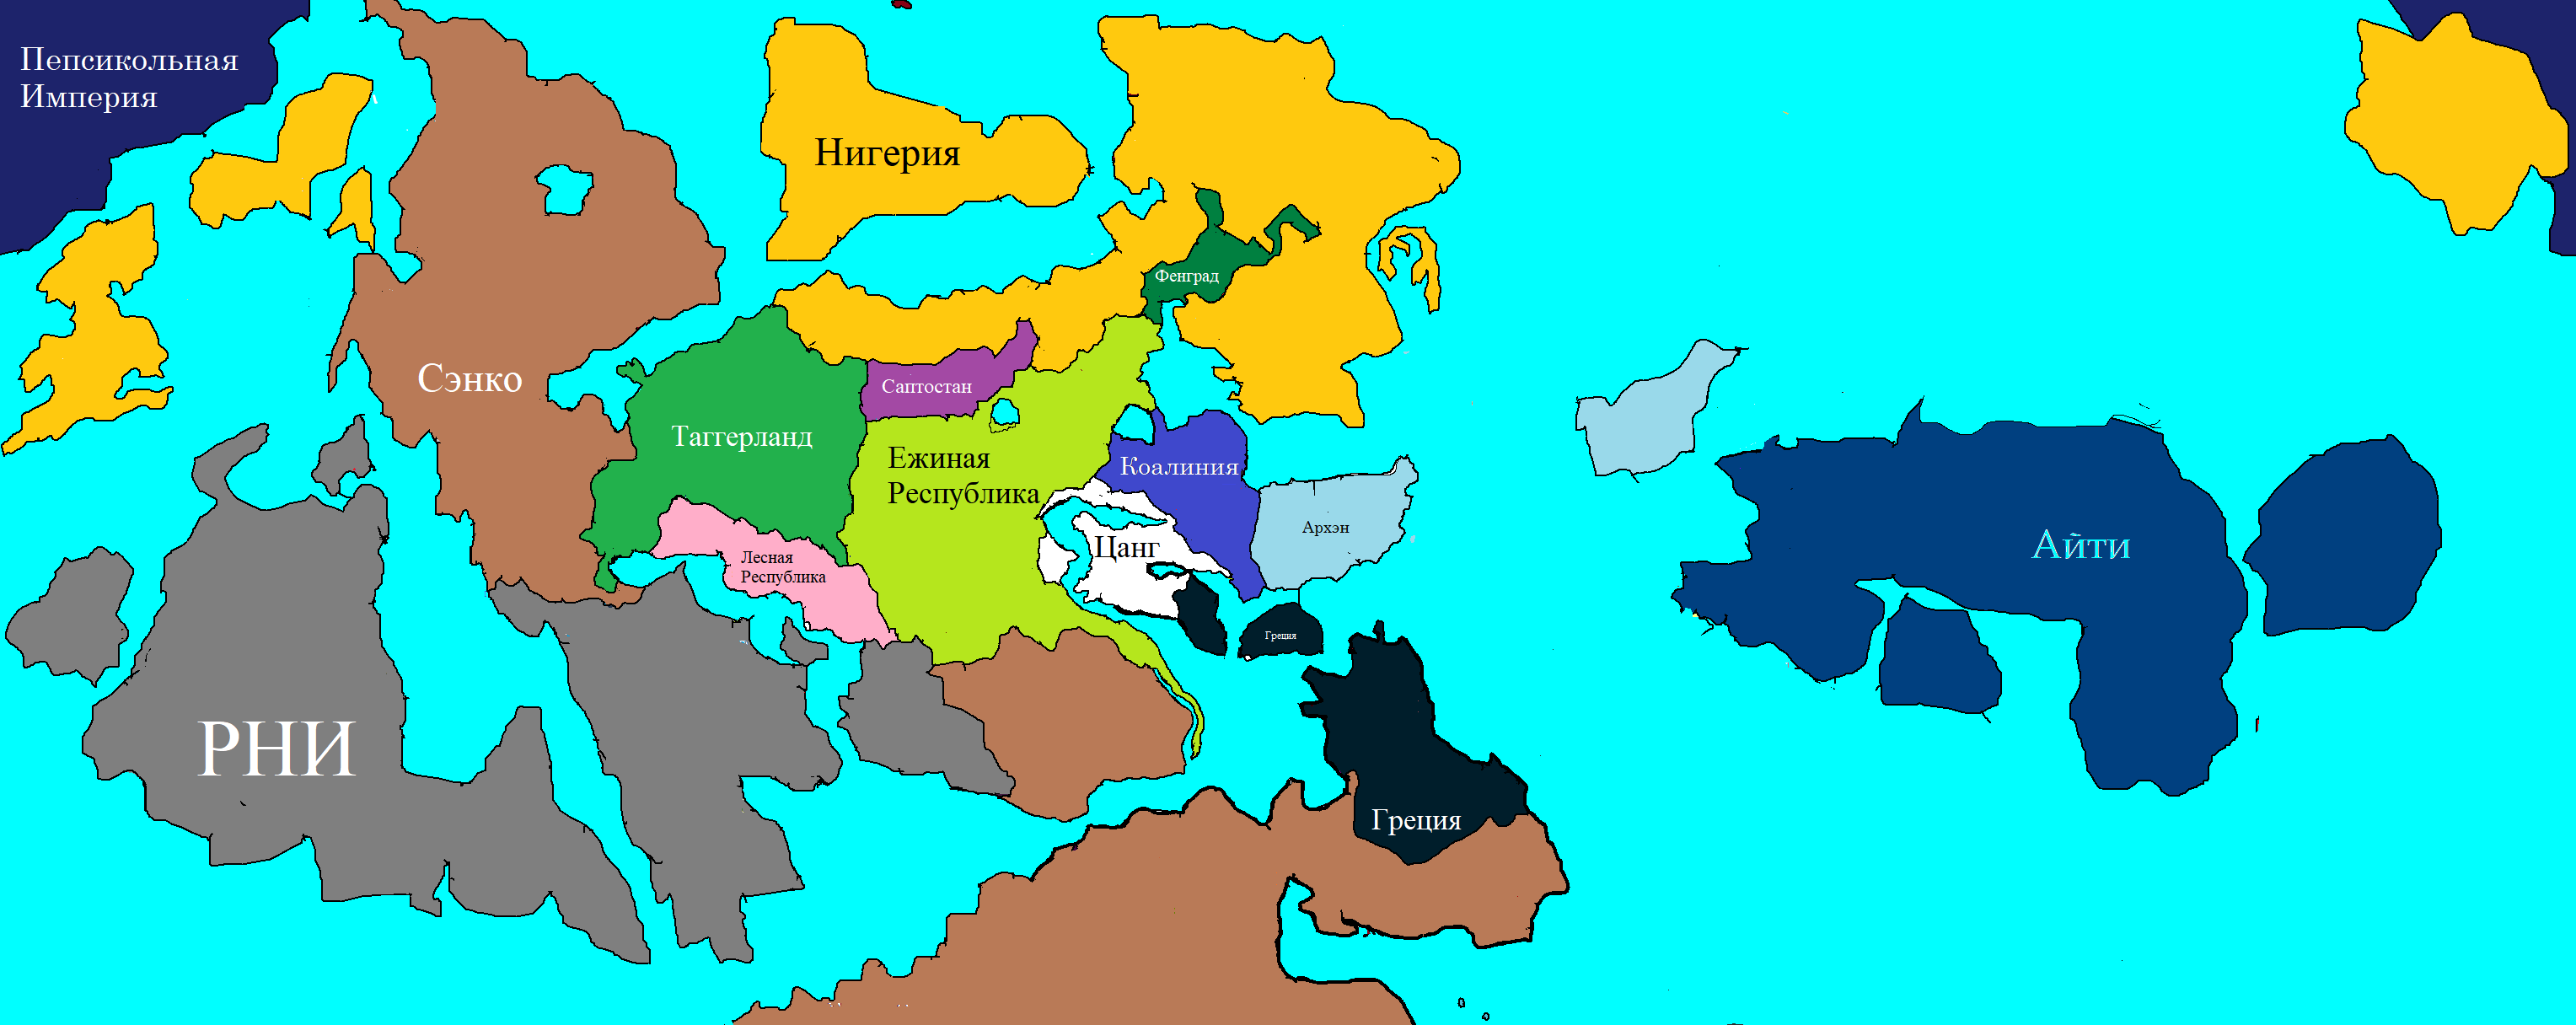 Пепсикольная
Империя
Нигерия
Фенград
Сэнко
Саптостан
Таггерланд
Ежиная
Республика
Коалиния
Архэн
Цанг
Лесная
Республика
Айти
Греция
РНИ
Греция